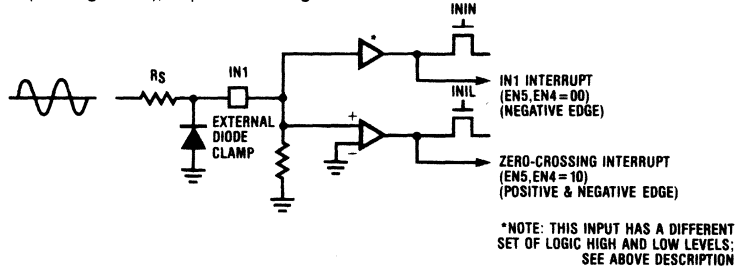 ININ
*
RS
IN1
IN1 INTERRUPT
(EN5,EN4=00)
(NEGATIVE EDGE)
INIL
EXTERNAL
DIODE
CLAMP
+
−
ZERO-CROSSING INTERRUPT
(EN5,EN4=10)
(POSITIVE & NEGATIVE EDGE)
*NOTE: THIS INPUT HAS A DIFFERENT
SET OF LOGIC HIGH AND LOW LEVELS;
SEE ABOVE DESCRIPTION